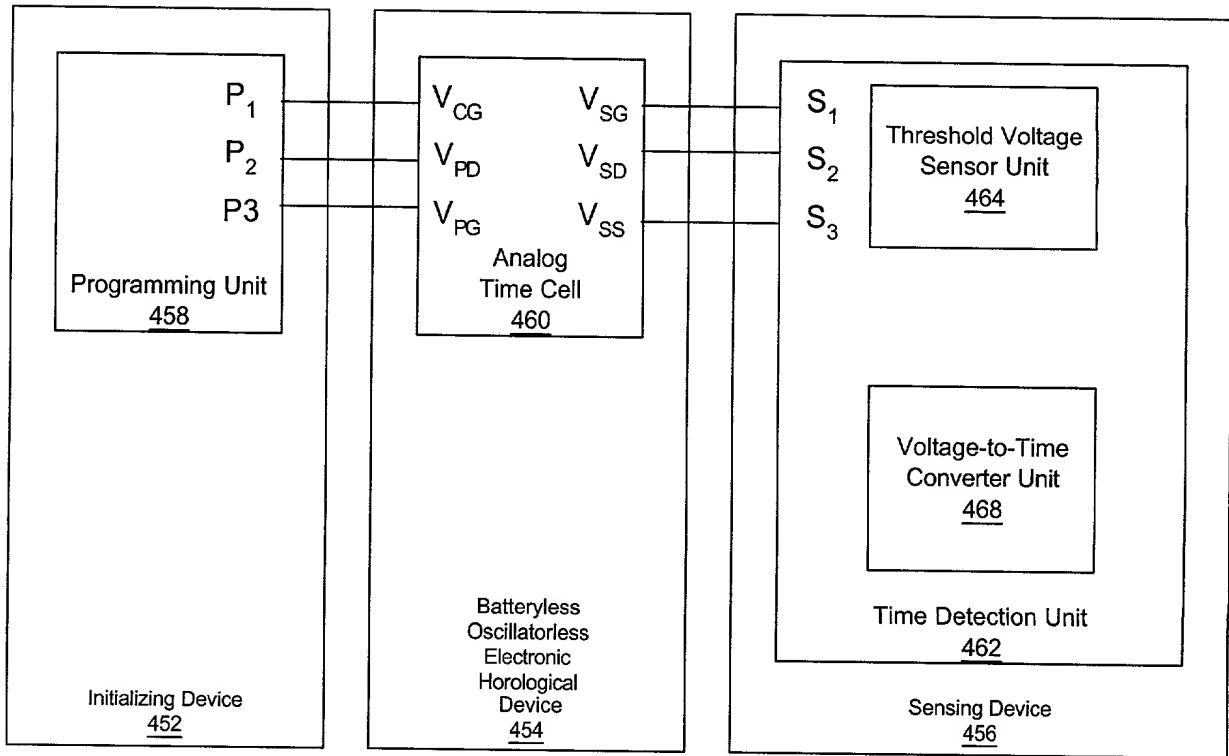 P1
P2
P3
Programming Unit
458
Initializing Device
452
VCG
VPD
VPG
VSG
VSD
VSS
Analog
Time Cell
460
Batteryless
Oscillatorless
Electronic
Horological
Device
454
S1
S2
S3
Threshold Voltage
Sensor Unit
464
Voltage-to-Time
Converter Unit
468
Time Detection Unit
462
Sensing Device
456